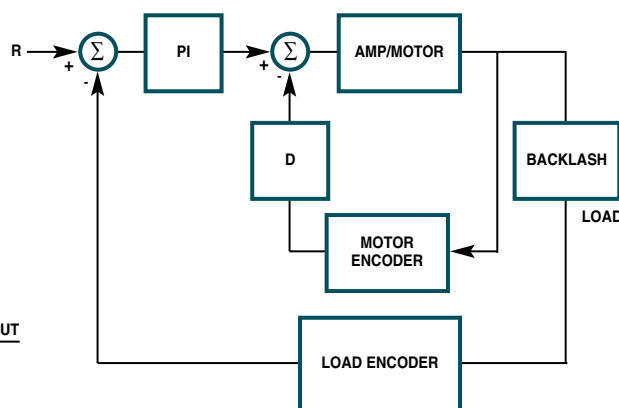 R
Σ
PI
Σ
AMP/MOTOR
+
-
+
-
D
BACKLASH
LOAD
MOTOR
ENCODER
UT
LOAD ENCODER